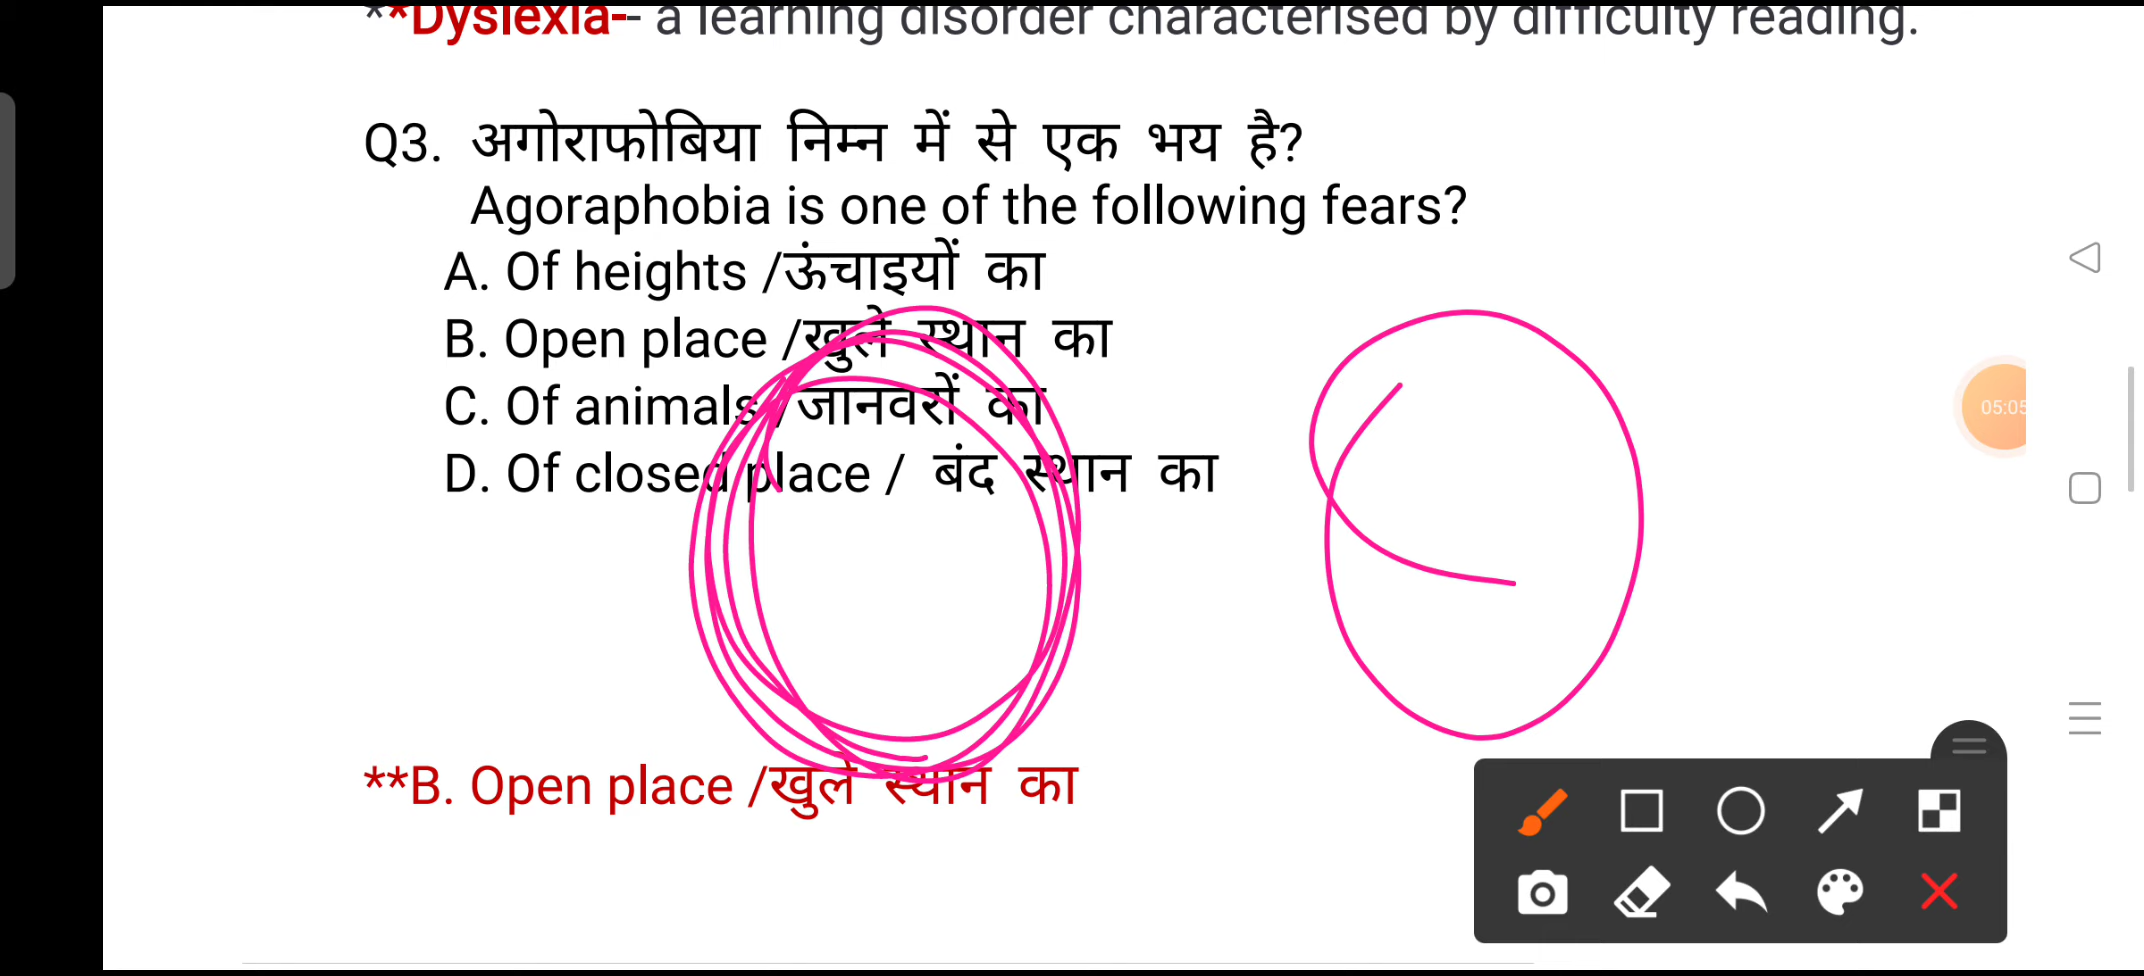 **Dyslexia-- a learning disorder characterised by difficulty reading.
Q3. अगोराफोबिया निम्न में से एक भय है?
Agoraphobia is one of the following fears?
A. Of heights /ऊंचाइयों का
B. Open place /खुले स्थान का
C. Of animals /जानवरों का
D. Of closed place / बंद स्थान का
05:05
**B. Open place /खुले स्थान का